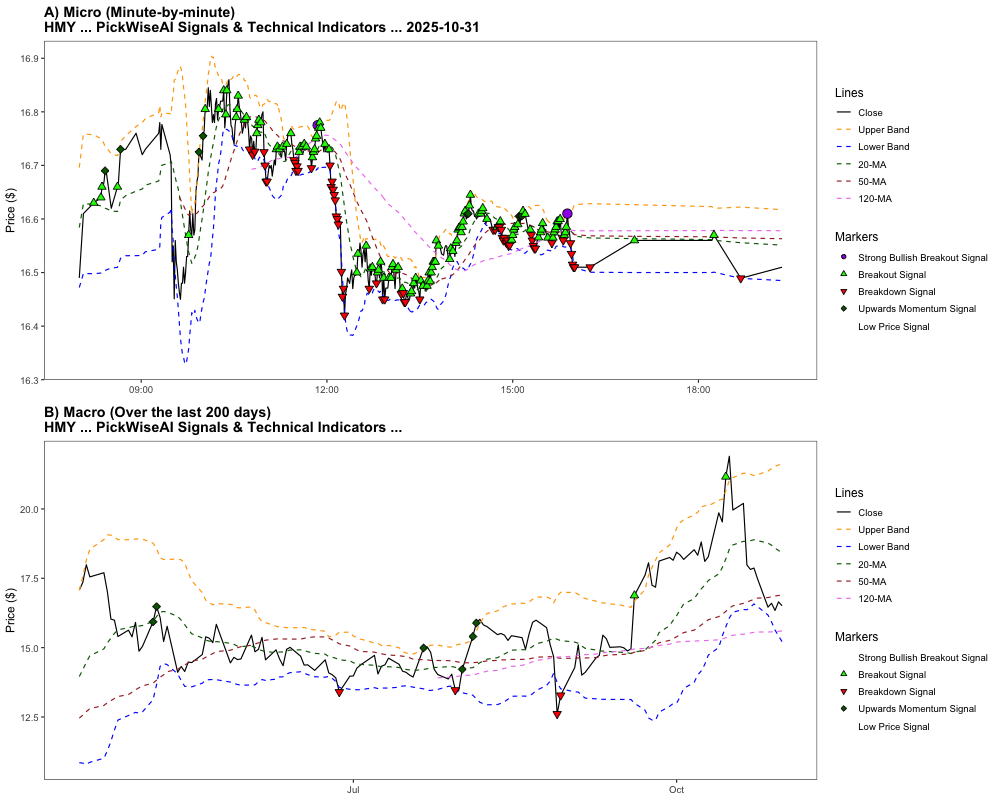 A) Micro (Minute-by-minute)
HMY ... PickWiseAI Signals & Technical Indicators ... 2025-10-31
Price ($)
16.9
16.8
16.7
16.6
16.5
16.4
16.3
09:00
12:00
15:00
18:00
Lines
Close
Upper Band
Lower Band
20-MA
50-MA
120-MA
Markers
Strong Bullish Breakout Signal
Breakout Signal
Breakdown Signal
Upwards Momentum Signal
Low Price Signal
B) Macro (Over the last 200 days)
HMY ... PickWiseAI Signals & Technical Indicators ...
Price ($)
20.0
17.5
15.0
12.5
Jul
Oct
Lines
Close
Upper Band
Lower Band
20-MA
50-MA
120-MA
Markers
Strong Bullish Breakout Signal
Breakout Signal
Breakdown Signal
Upwards Momentum Signal
Low Price Signal